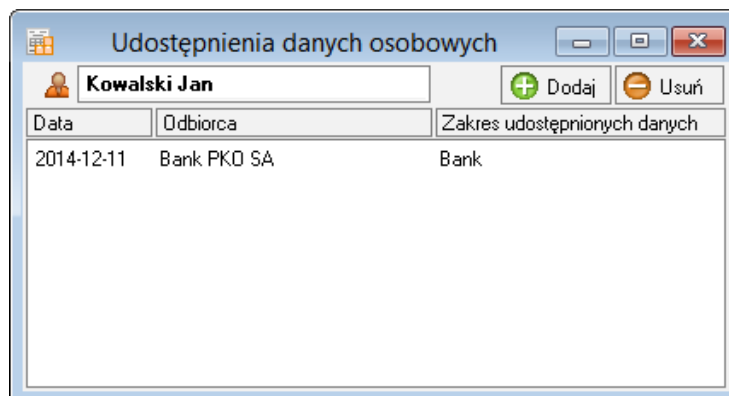 Udostępnienia danych osobowych
Kowalski Jan Dodaj Usuń
Data Odbiorca Zakres udostępnionych danych
2014-12-11 Bank PKO SA Bank